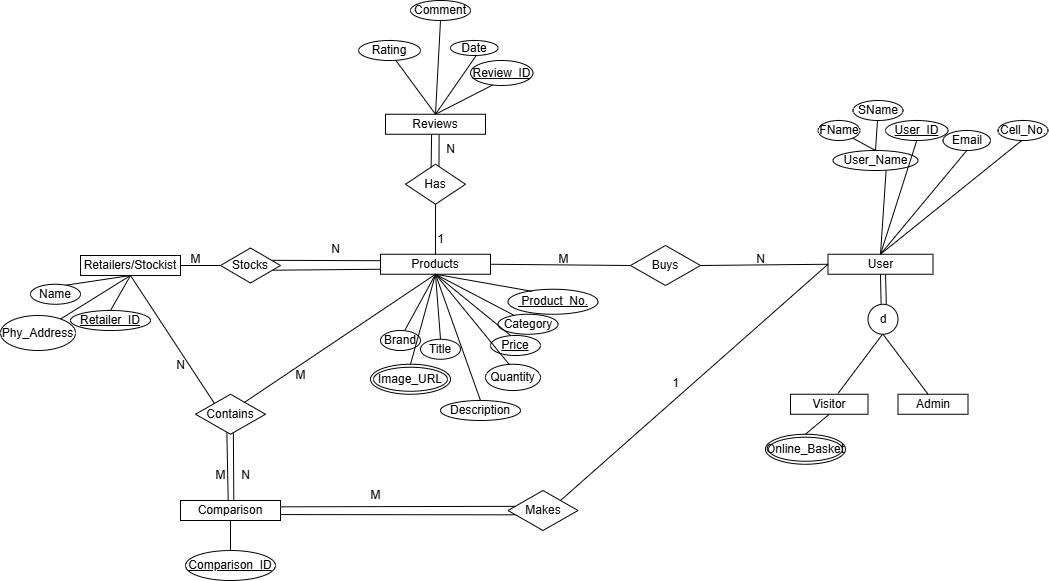 Comment
Rating
Date
Review_ID
Reviews
N
Has
1
SName
FName
User_ID
Email
Cell_No.
User_Name
Retailers/Stockist
M
Stocks
N
Products
M
Buys
N
User
Name
Phy_Address
Retailer_ID
Product_No.
Category
Price
Brand
Title
Image_URL
Quantity
Description
d
Visitor
Admin
Online_Basket
N
M
1
Contains
M
N
Comparison
M
Makes
Comparison_ID